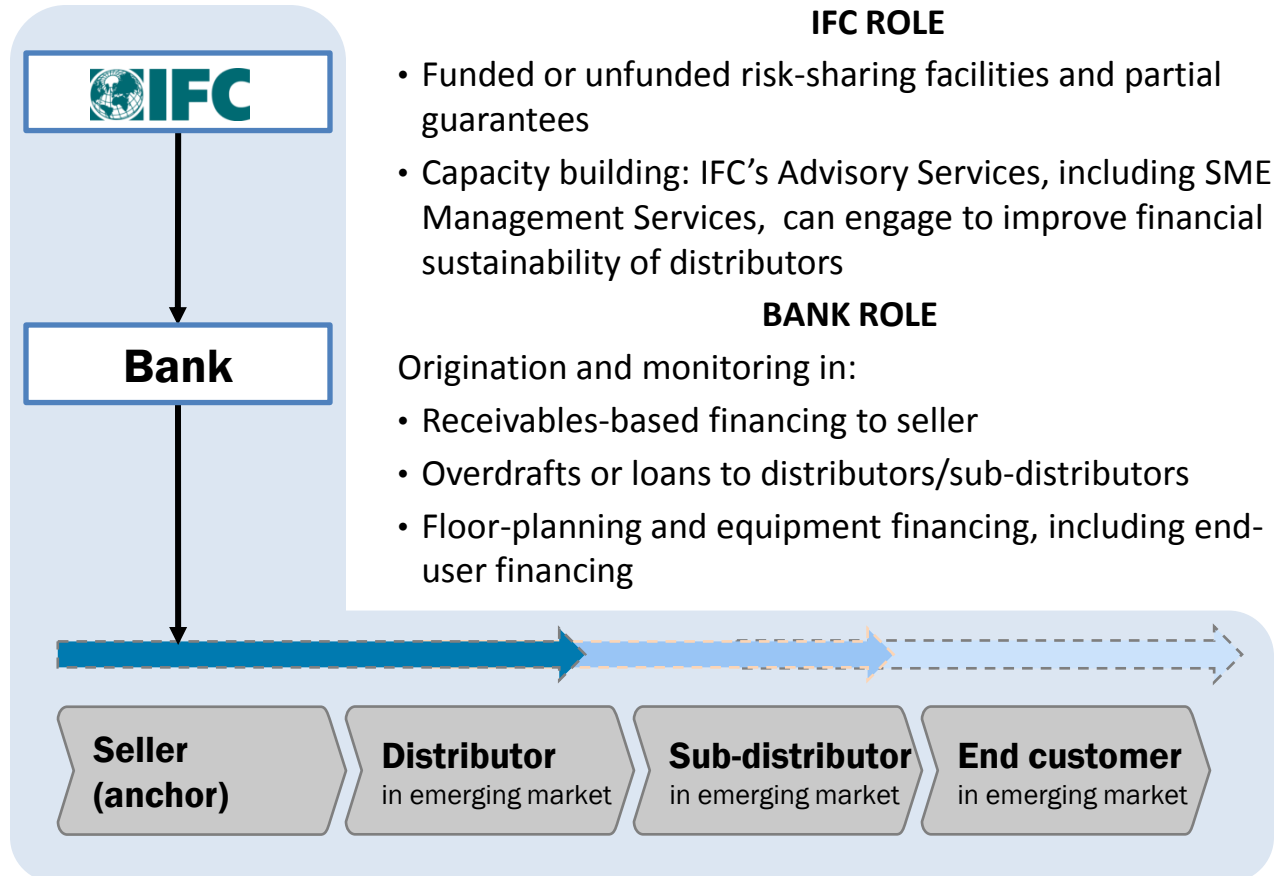 IFC
IFC ROLE
• Funded or unfunded risk-sharing facilities and partial
guarantees
• Capacity building: IFC’s Advisory Services, including SME
Management Services,  can engage to improve financial
sustainability of distributors
Bank
BANK ROLE
Origination and monitoring in:
• Receivables-based financing to seller
• Overdrafts or loans to distributors/sub-distributors
• Floor-planning and equipment financing, including end-
user financing
Seller
(anchor)
Distributor
in emerging market
Sub-distributor
in emerging market
End customer
in emerging market